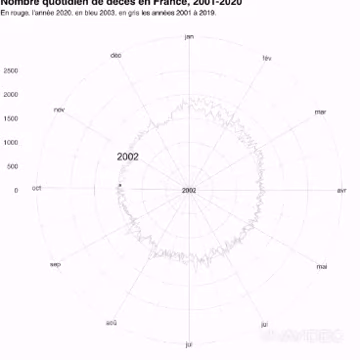 Nombre quotidien de décès en France, 2001-2020
En rouge, l'année 2020, en bleu 2003, en gris les années 2001 à 2019.
jan
déc
fév
2500
2000
nov
mar
1500
1000
2002
500
0
oct
2002
avr
sep
mai
aoû
jui
jul